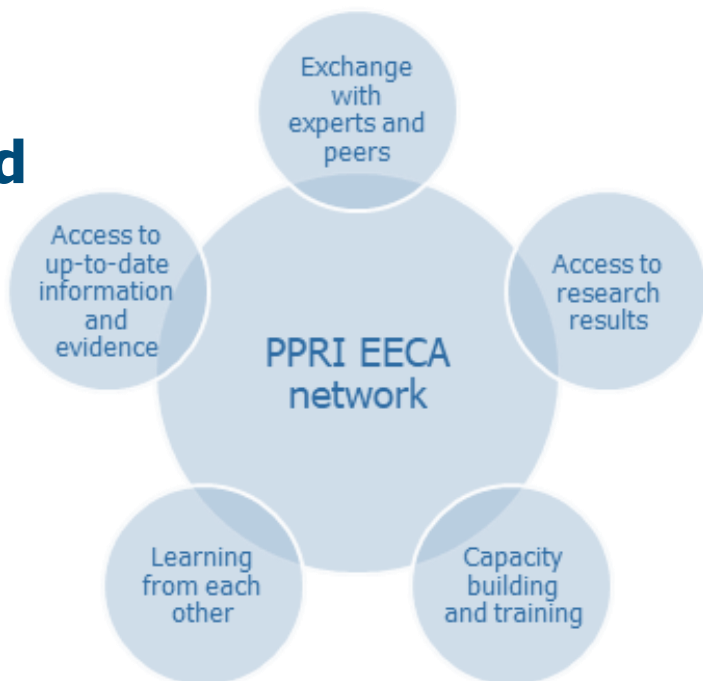 Exchange
with
experts and
peers
d
Access to
up-to-date
information
and
evidence
Access to
research
results
PPRI EECA
network
Learning
from each
other
Capacity
building
and training